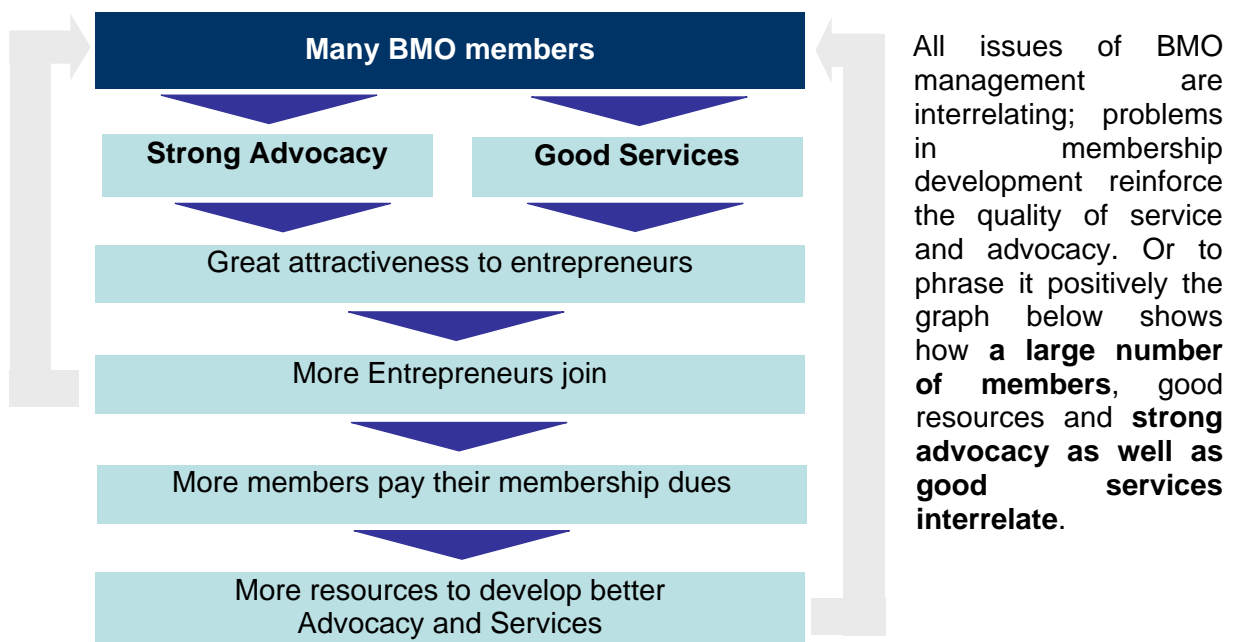 Many BMO members
Strong Advocacy
Good Services
Great attractiveness to entrepreneurs
More Entrepreneurs join
More members pay their membership dues
More resources to develop better
Advocacy and Services
All issues of BMO
management are
interrelating; problems
in membership
development reinforce
the quality of service
and advocacy. Or to
phrase it positively the
graph below shows
how a large number
of members, good
resources and strong
advocacy as well as
good services
interrelate.